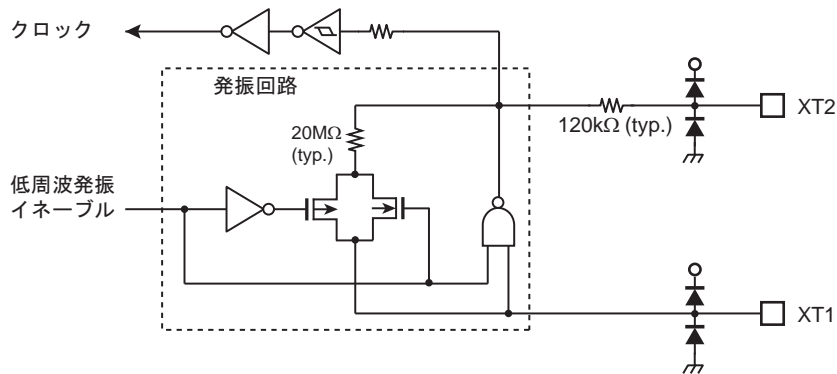 クロック
発振回路
XT2
20MΩ
(typ.)
120kΩ (typ.)
低周波発振
イネーブル
XT1